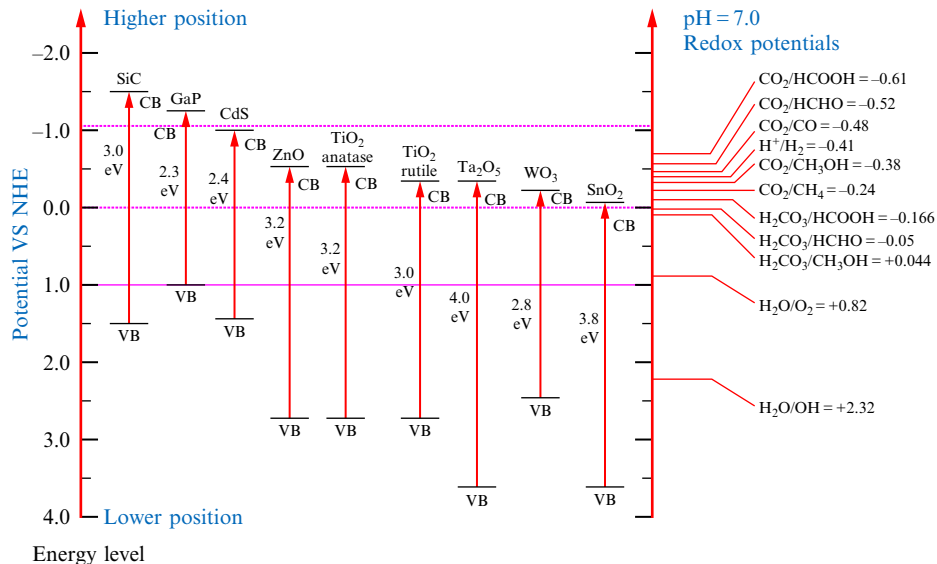 Higher position
pH = 7.0
Redox potentials
Potential VS NHE
–2.0
–1.0
0.0
1.0
2.0
3.0
4.0
SiC
CB
3.0
eV
VB
GaP
CB
2.3
eV
VB
CdS
CB
2.4
eV
VB
ZnO
CB
3.2
eV
VB
TiO₂
anatase
CB
3.2
eV
VB
TiO₂
rutile
CB
3.0
eV
VB
Ta₂O₅
CB
4.0
eV
VB
WO₃
CB
2.8
eV
VB
SnO₂
CB
3.8
eV
VB
CO₂/HCOOH = –0.61
CO₂/HCHO = –0.52
CO₂/CO = –0.48
H⁺/H₂ = –0.41
CO₂/CH₃OH = –0.38
CO₂/CH₄ = –0.24
H₂CO₃/HCOOH = –0.166
H₂CO₃/HCHO = –0.05
H₂CO₃/CH₃OH = +0.044
H₂O/O₂ = +0.82
H₂O/OH = +2.32
Lower position
Energy level